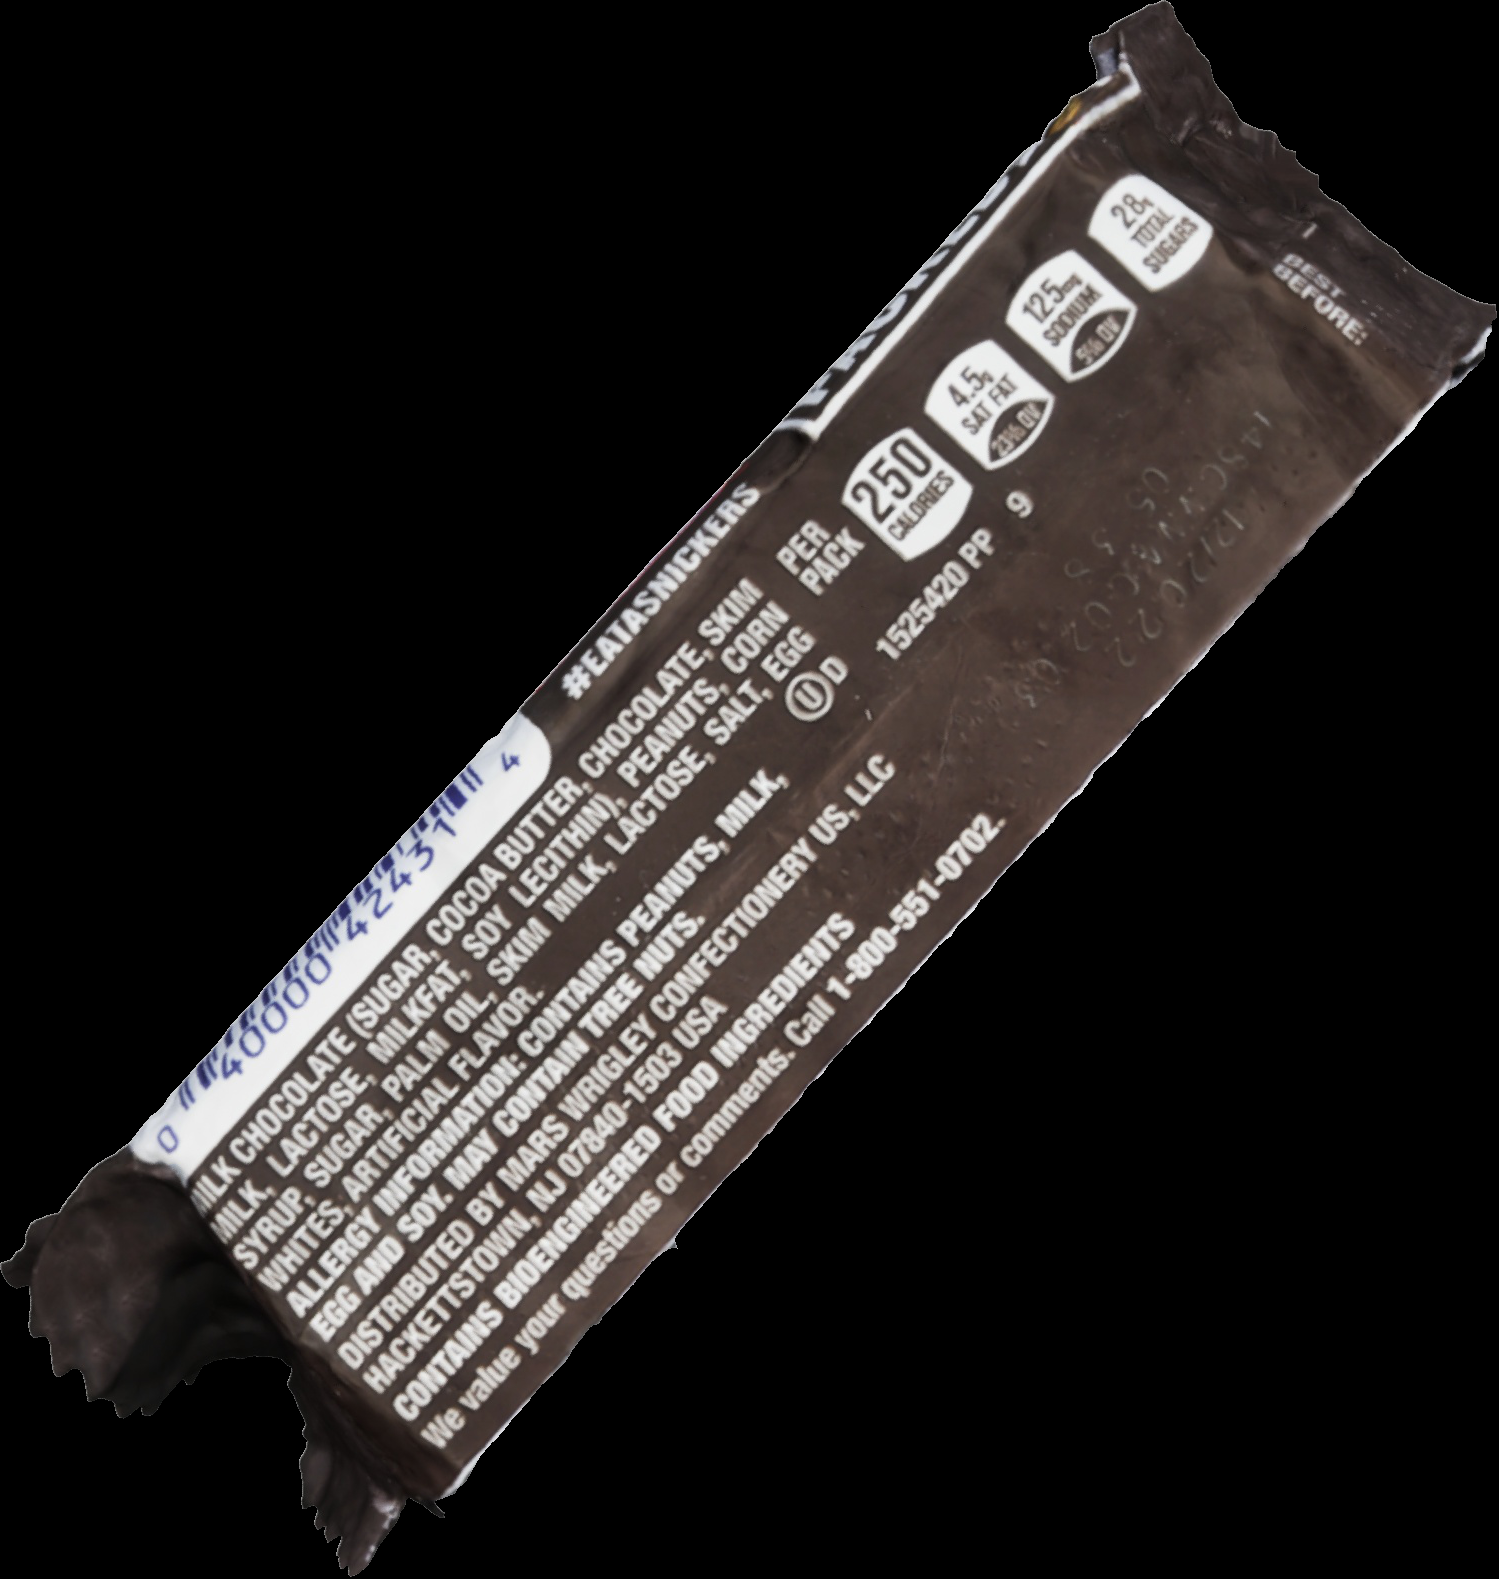 #EATASNICKERS
0 40000 42431 4
MILK CHOCOLATE (SUGAR, COCOA BUTTER, CHOCOLATE, SKIM
MILK, LACTOSE, MILKFAT, SOY LECITHIN), PEANUTS, CORN
SYRUP, SUGAR, PALM OIL, SKIM MILK, LACTOSE, SALT, EGG
WHITES, ARTIFICIAL FLAVOR.
U D
ALLERGY INFORMATION: CONTAINS PEANUTS, MILK,
EGG AND SOY. MAY CONTAIN TREE NUTS.
DISTRIBUTED BY MARS WRIGLEY CONFECTIONERY US, LLC
HACKETTSTOWN, NJ 07840-1503 USA
CONTAINS BIOENGINEERED FOOD INGREDIENTS
We value your questions or comments. Call 1-800-551-0702.
PER
PACK
250
CALORIES
4.5g
SAT FAT
23% DV
125mg
SODIUM
5% DV
28g
TOTAL
SUGARS
1525420 PP 9
BEST
BEFORE: